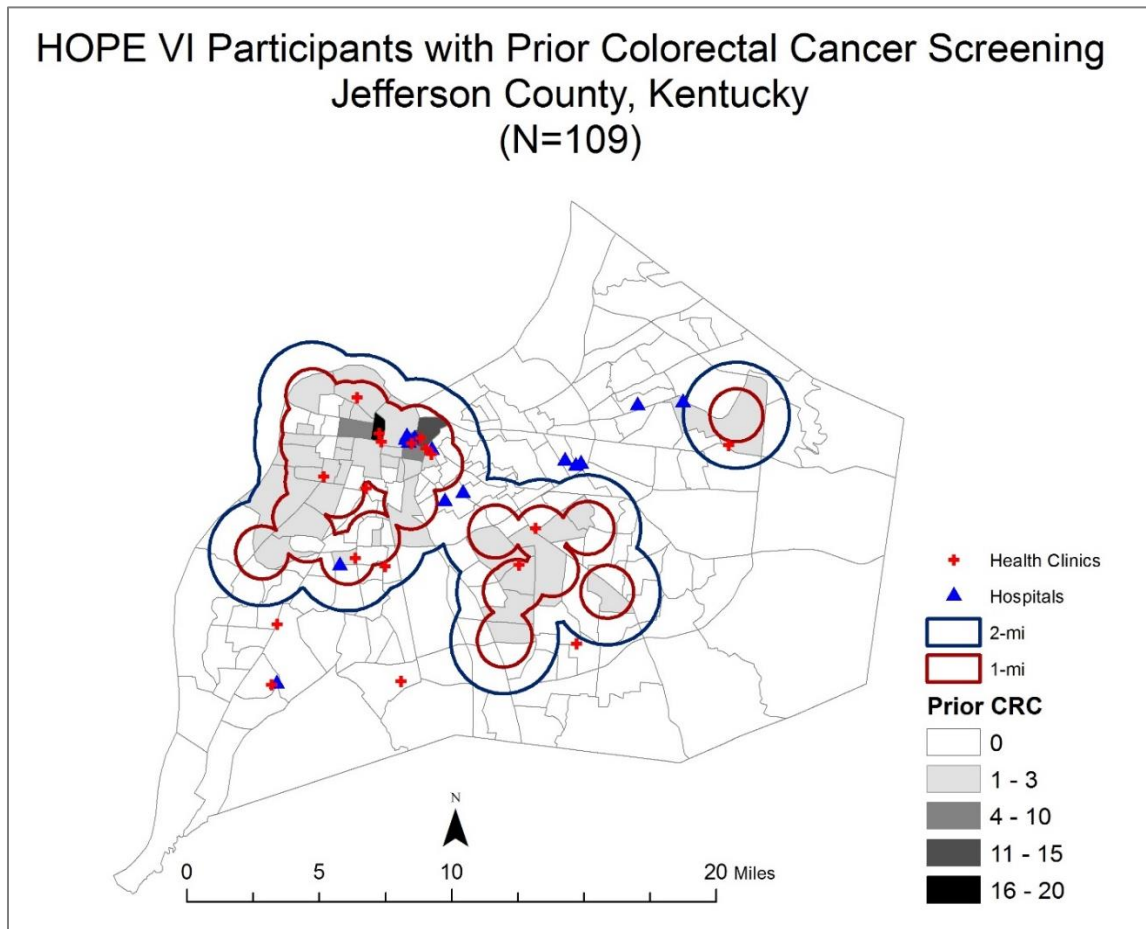 HOPE VI Participants with Prior Colorectal Cancer Screening
Jefferson County, Kentucky
(N=109)
Health Clinics
Hospitals
2-mi
1-mi
Prior CRC
0
1 - 3
4 - 10
11 - 15
16 - 20
N
0 5 10 20 Miles